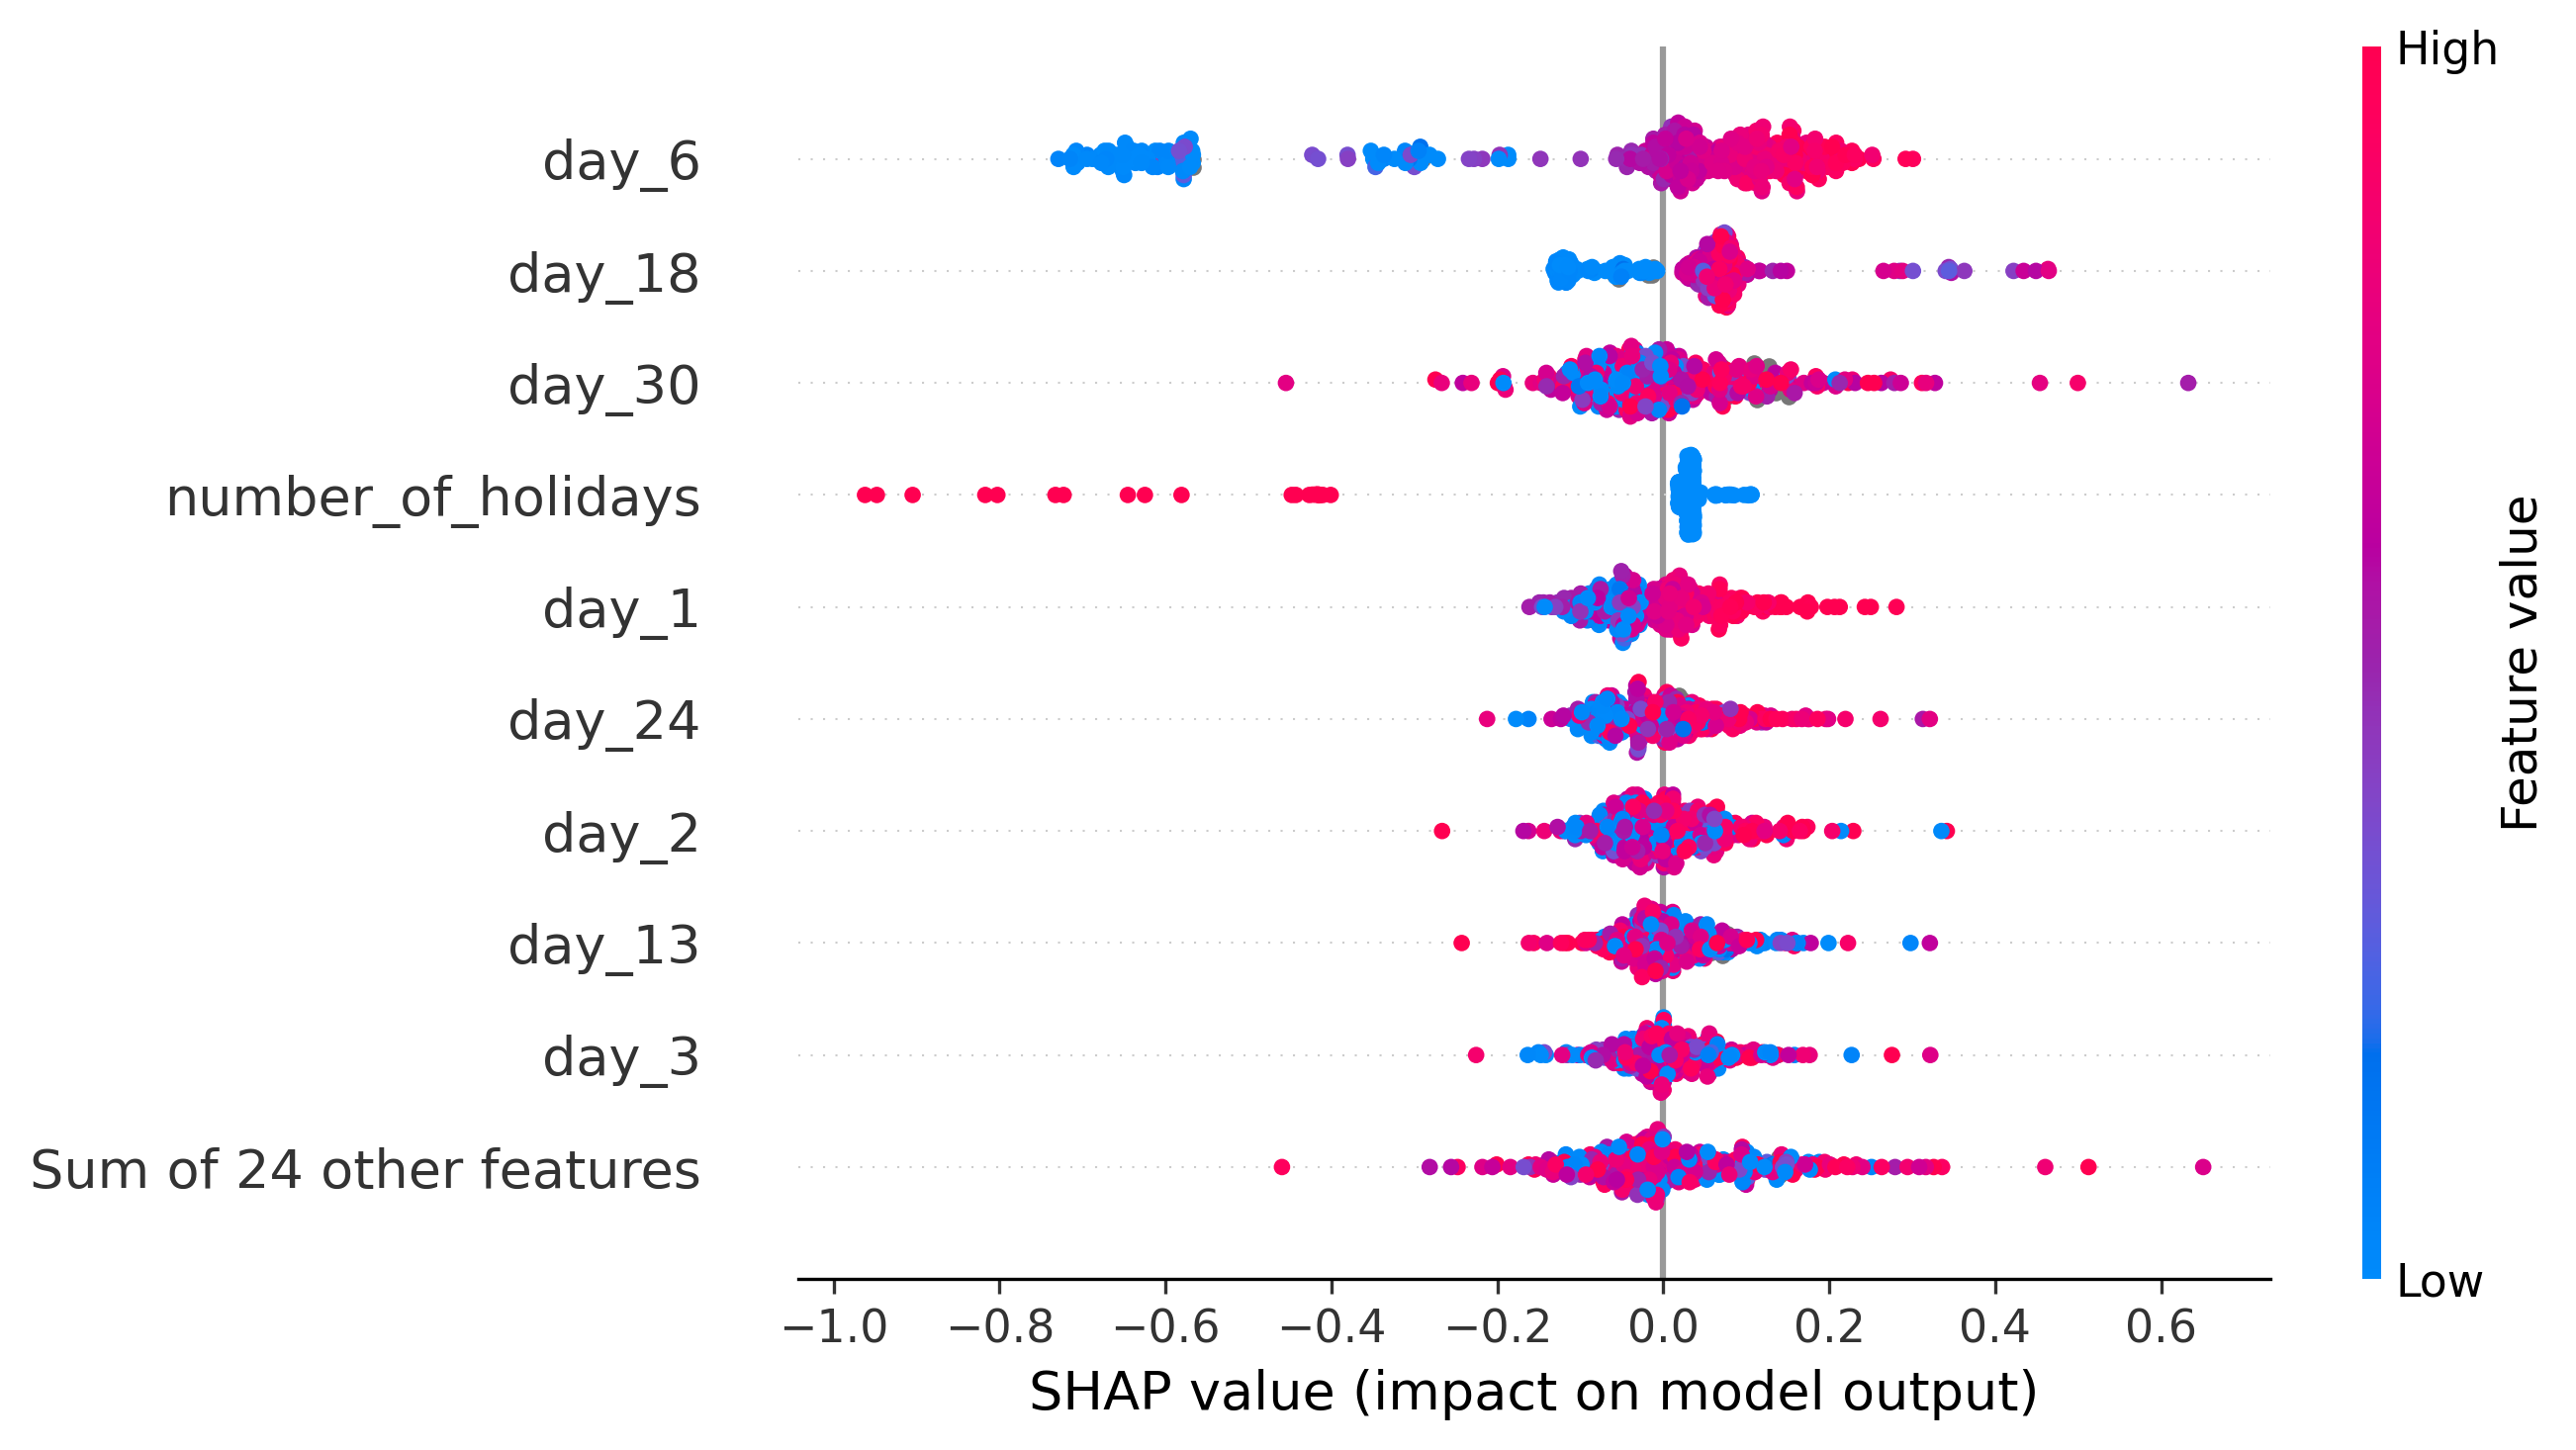 High
day_6
day_18
day_30
number_of_holidays
day_1
day_24
day_2
day_13
day_3
Sum of 24 other features
Feature value
Low
−1.0 −0.8 −0.6 −0.4 −0.2 0.0 0.2 0.4 0.6
SHAP value (impact on model output)